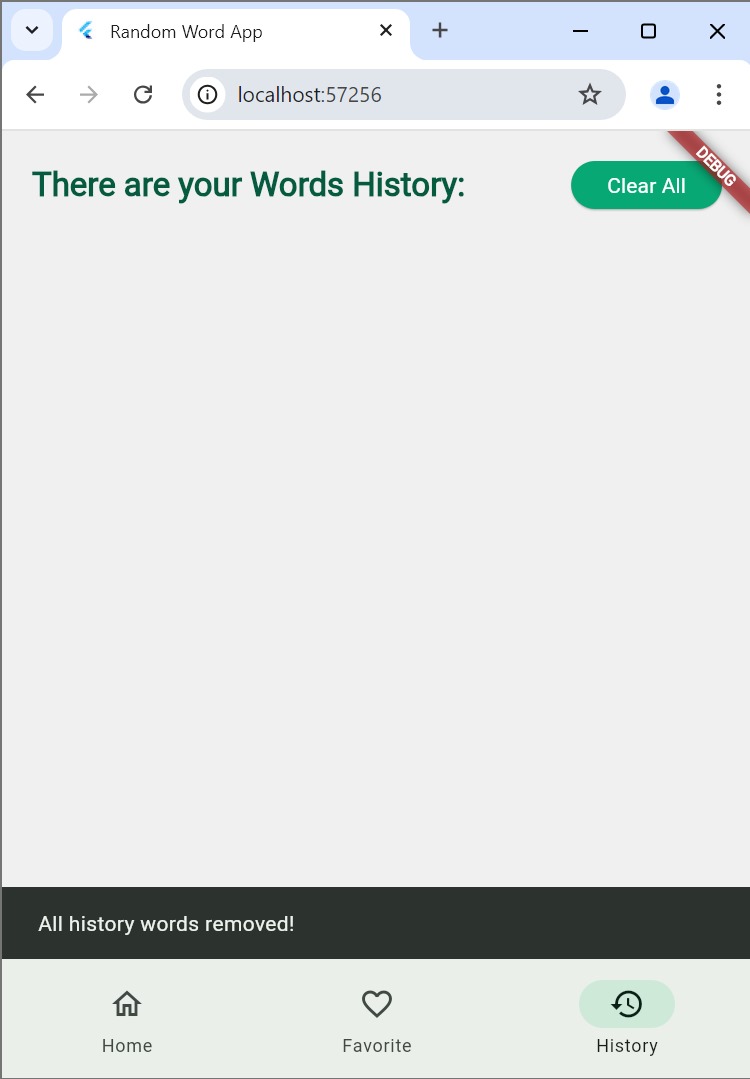 Random Word App
localhost:57256
DEBUG
There are your Words History:
Clear All
All history words removed!
Home
Favorite
History